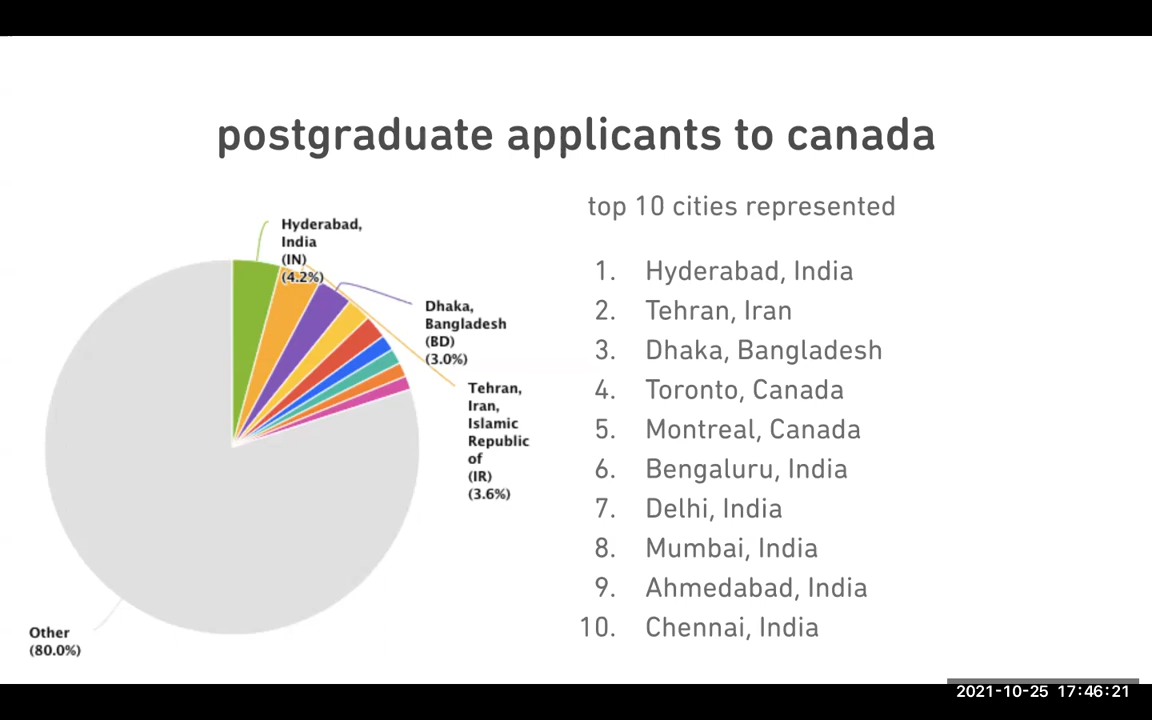 postgraduate applicants to canada
top 10 cities represented
Hyderabad,
India
(IN)
(4.2%)
Dhaka,
Bangladesh
(BD)
(3.0%)
Tehran,
Iran,
Islamic
Republic
of
(IR)
(3.6%)
Other
(80.0%)
1. Hyderabad, India
2. Tehran, Iran
3. Dhaka, Bangladesh
4. Toronto, Canada
5. Montreal, Canada
6. Bengaluru, India
7. Delhi, India
8. Mumbai, India
9. Ahmedabad, India
10. Chennai, India
2021-10-25 17:46:21